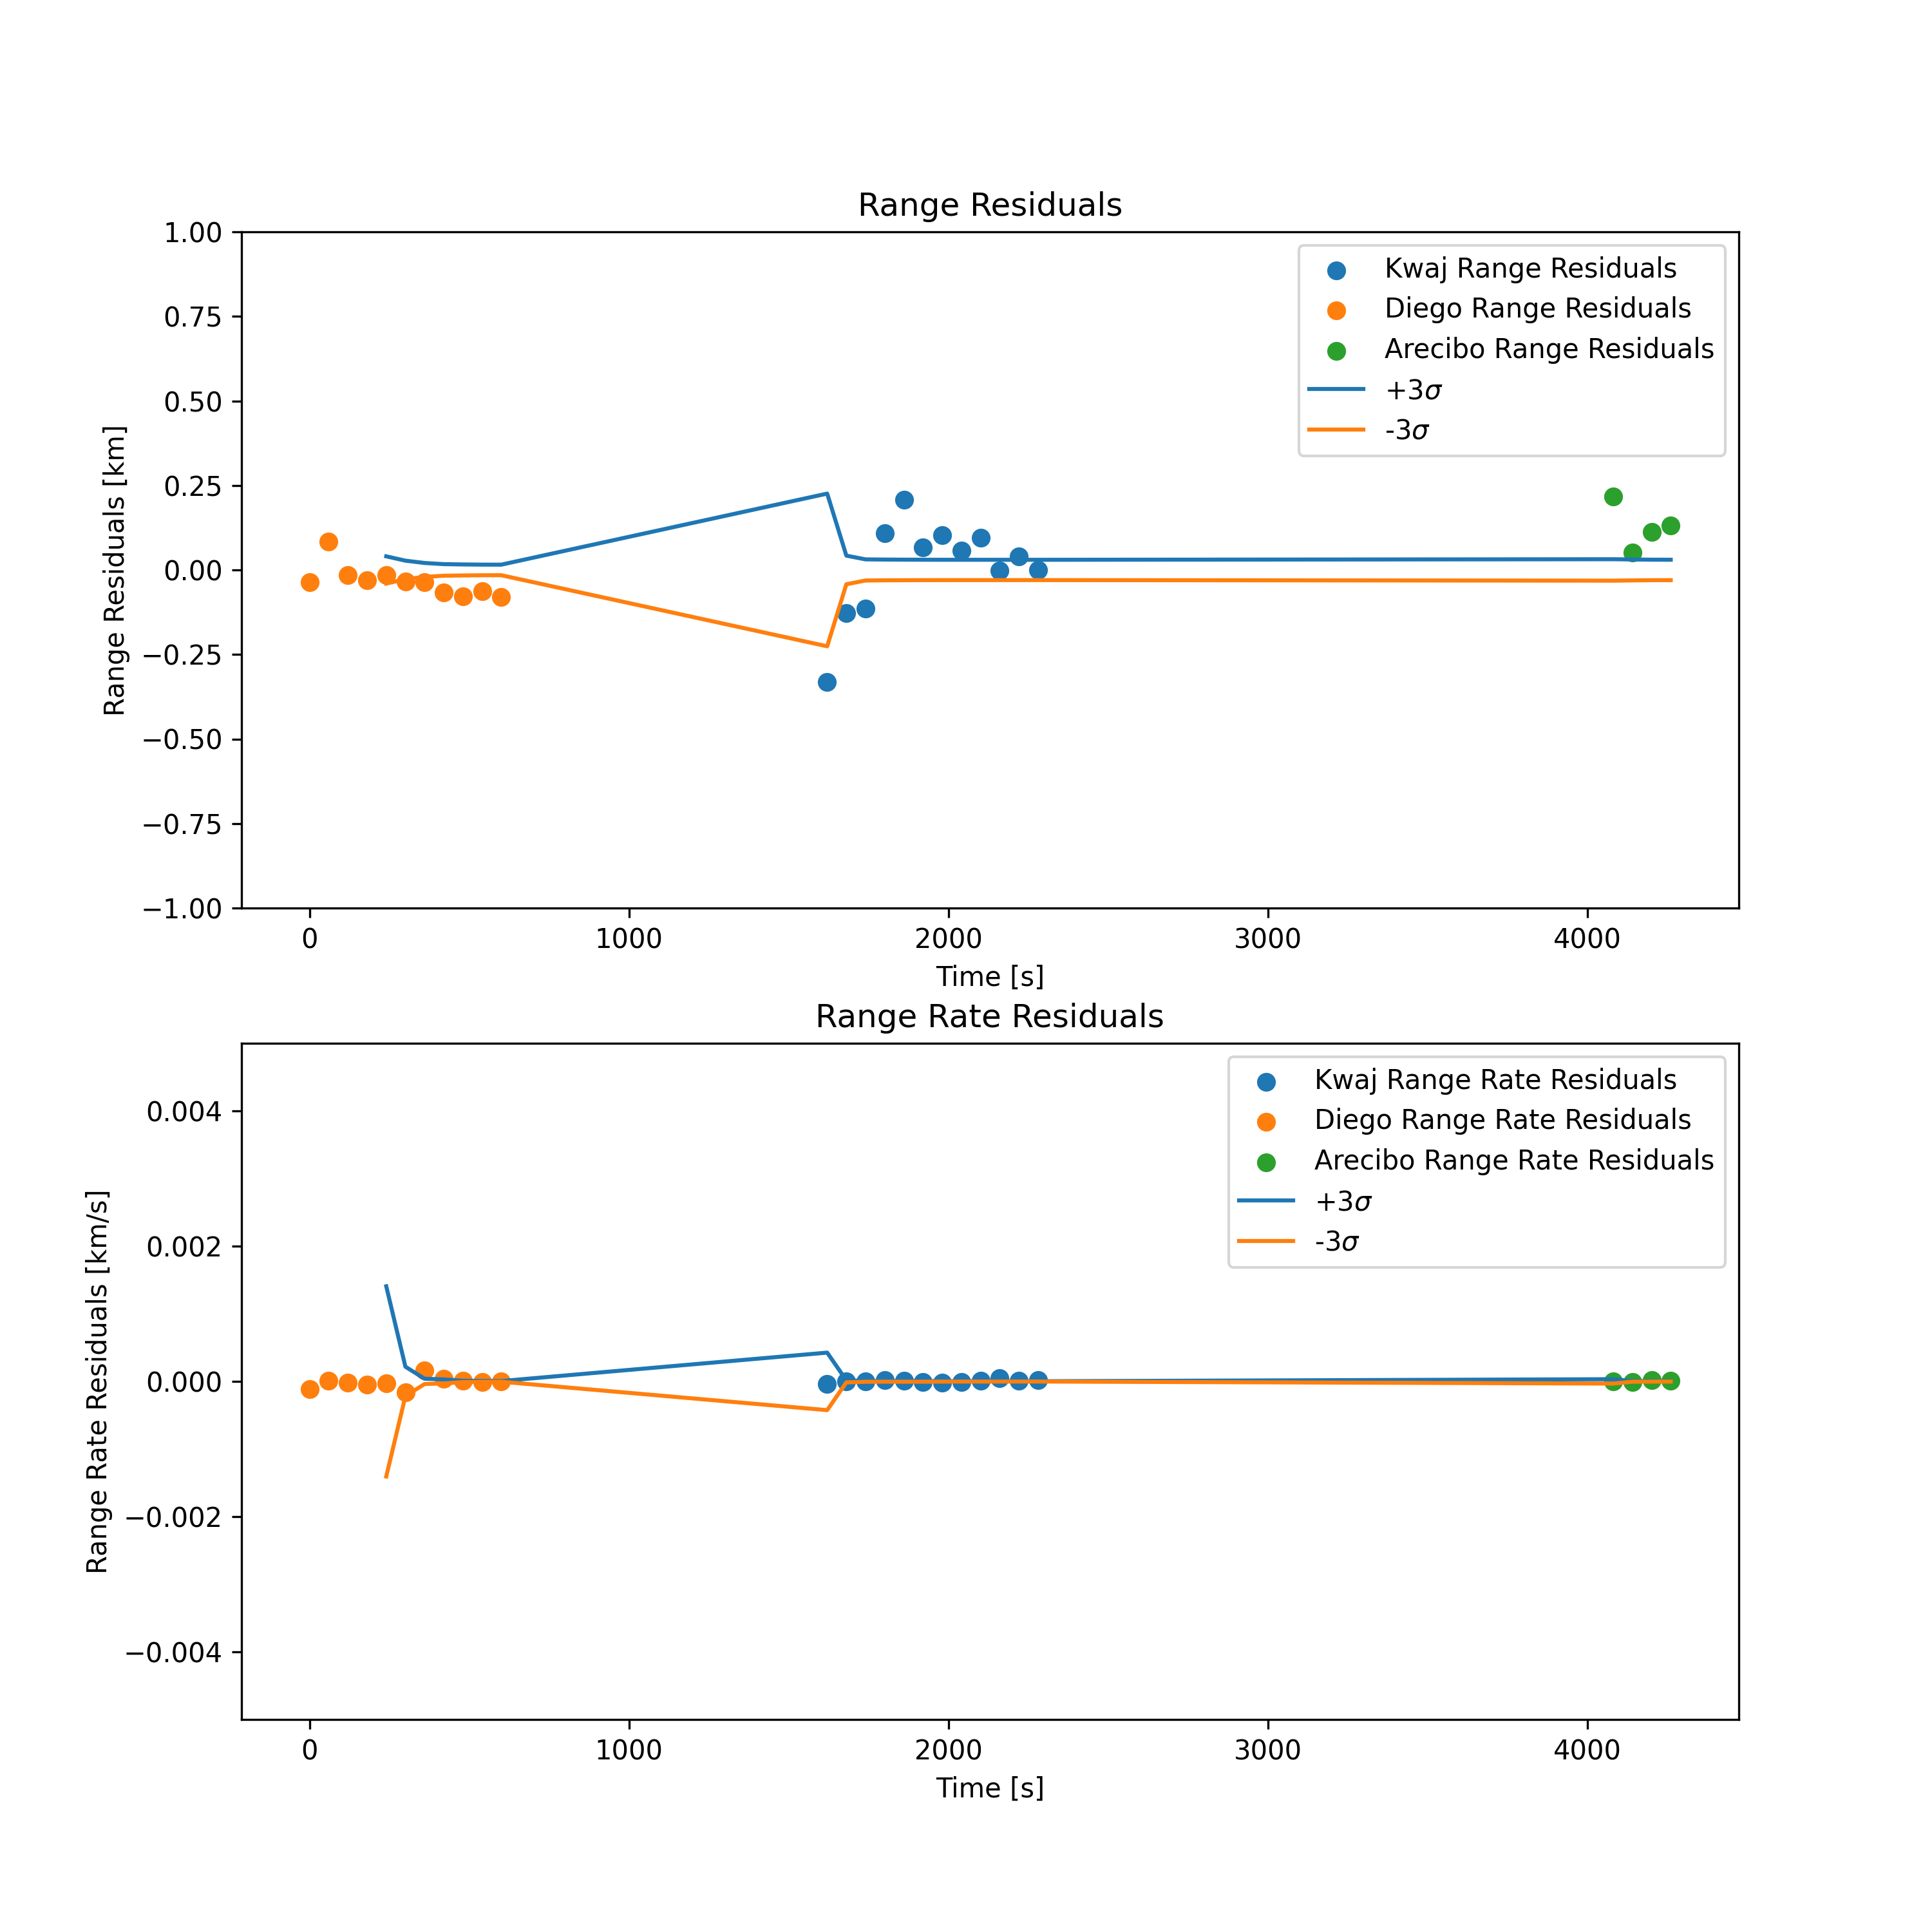 Range Residuals
1.00
0.75
0.50
0.25
0.00
−0.25
−0.50
−0.75
−1.00
Range Residuals [km]
Kwaj Range Residuals
Diego Range Residuals
Arecibo Range Residuals
+3σ
-3σ
0 1000 2000 3000 4000
Time [s]
Range Rate Residuals
0.004
0.002
0.000
−0.002
−0.004
Range Rate Residuals [km/s]
Kwaj Range Rate Residuals
Diego Range Rate Residuals
Arecibo Range Rate Residuals
+3σ
-3σ
0 1000 2000 3000 4000
Time [s]